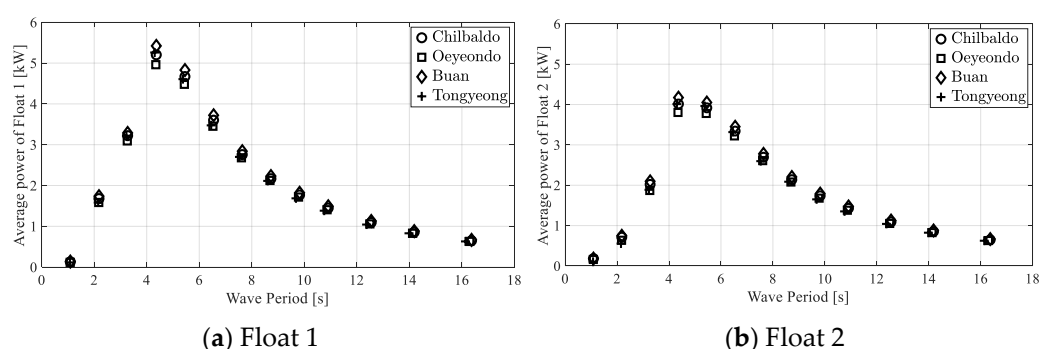 Average power of Float 1 [kW]
6
5
4
3
2
1
0
0 2 4 6 8 10 12 14 16 18
Wave Period [s]
Chilbaldo
Oeyeondo
Buan
Tongyeong
(a) Float 1
Average power of Float 2 [kW]
6
5
4
3
2
1
0
0 2 4 6 8 10 12 14 16 18
Wave Period [s]
Chilbaldo
Oeyeondo
Buan
Tongyeong
(b) Float 2